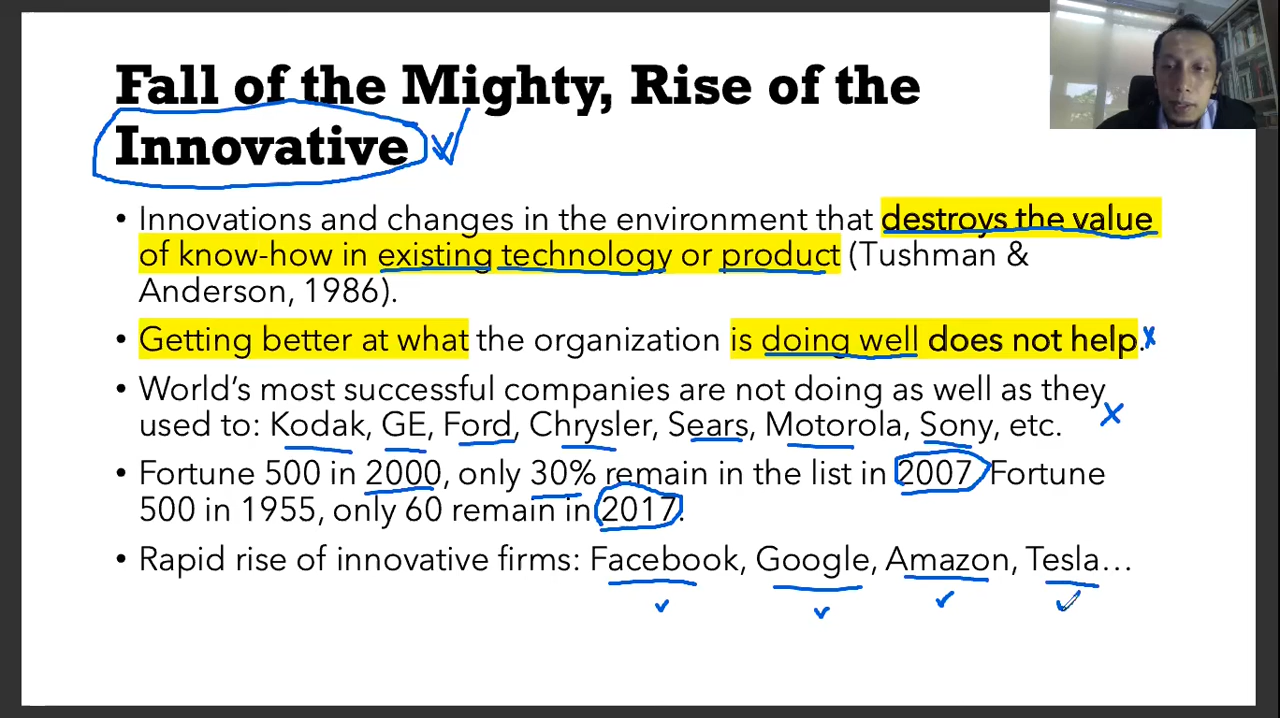 Fall of the Mighty, Rise of the
Innovative
• Innovations and changes in the environment that destroys the value
of know-how in existing technology or product (Tushman &
Anderson, 1986).
• Getting better at what the organization is doing well does not help.
• World's most successful companies are not doing as well as they
used to: Kodak, GE, Ford, Chrysler, Sears, Motorola, Sony, etc.
• Fortune 500 in 2000, only 30% remain in the list in 2007. Fortune
500 in 1955, only 60 remain in 2017.
• Rapid rise of innovative firms: Facebook, Google, Amazon, Tesla…